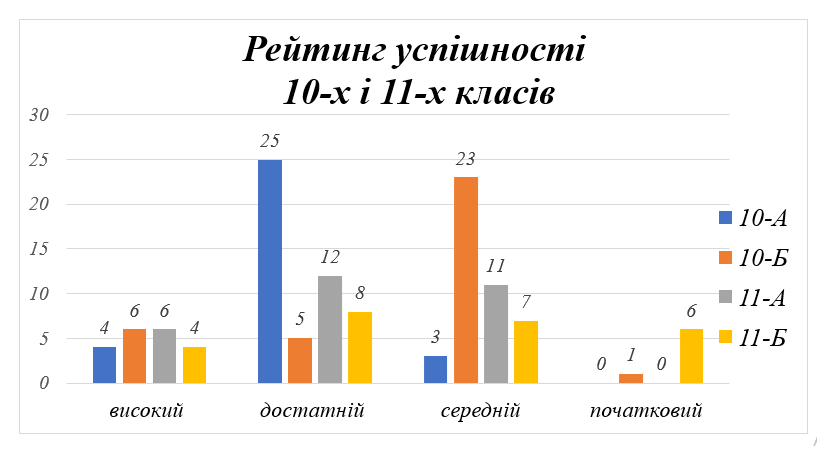 Рейтинг успішності
10-х і 11-х класів
30
25
20
15
10
5
0
4 6 6 4
25 5 12 8
3 23 11 7
0 1 0 6
високий достатній середній початковий
10-А
10-Б
11-А
11-Б